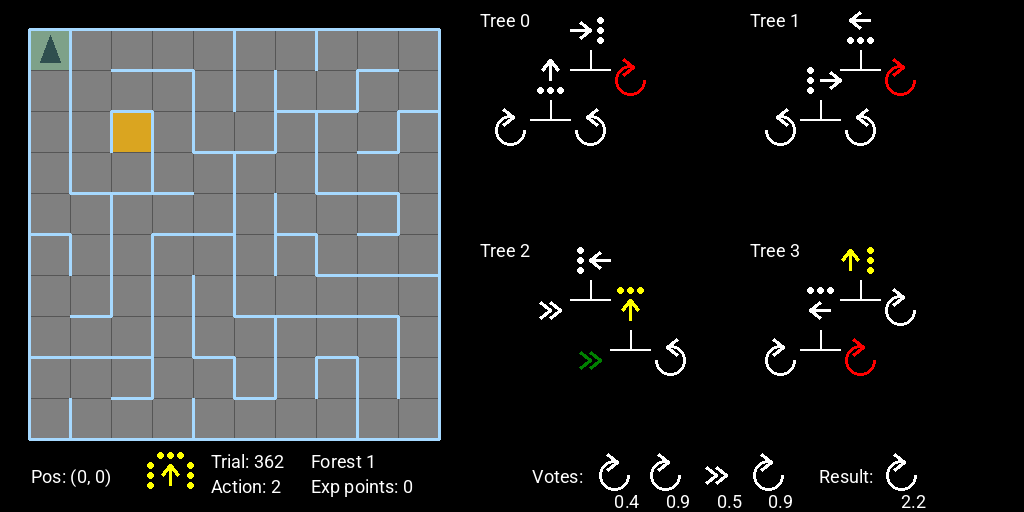 Tree 0
Tree 1
Tree 2
Tree 3
Pos: (0, 0)
Trial: 362
Forest 1
Action: 2
Exp points: 0
Votes:
0.4
0.9
0.5
0.9
Result:
2.2